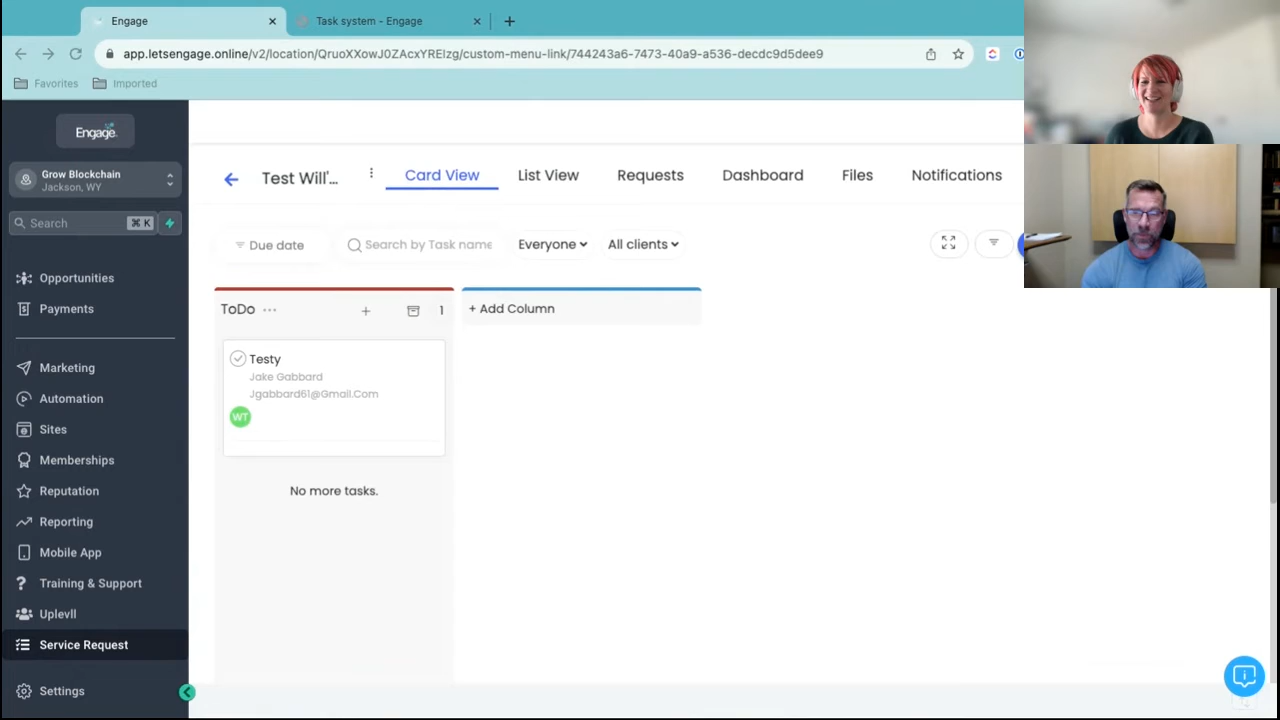 Engage
Task system - Engage
app.letsengage.online/v2/location/QruoXXowJ0ZAcxYRElzg/custom-menu-link/744243a6-7473-40a9-a536-decdc9d5dee9
Favorites
Imported
Engage
Grow Blockchain
Jackson, WY
Search
⌘ K
Opportunities
Payments
Marketing
Automation
Sites
Memberships
Reputation
Reporting
Mobile App
Training & Support
Uplevll
Service Request
Settings
Test Will'...
Card View
List View
Requests
Dashboard
Files
Notifications
Due date
Search by Task name
Everyone
All clients
ToDo
1
+ Add Column
Testy
Jake Gabbard
Jgabbard61@Gmail.Com
WT
No more tasks.